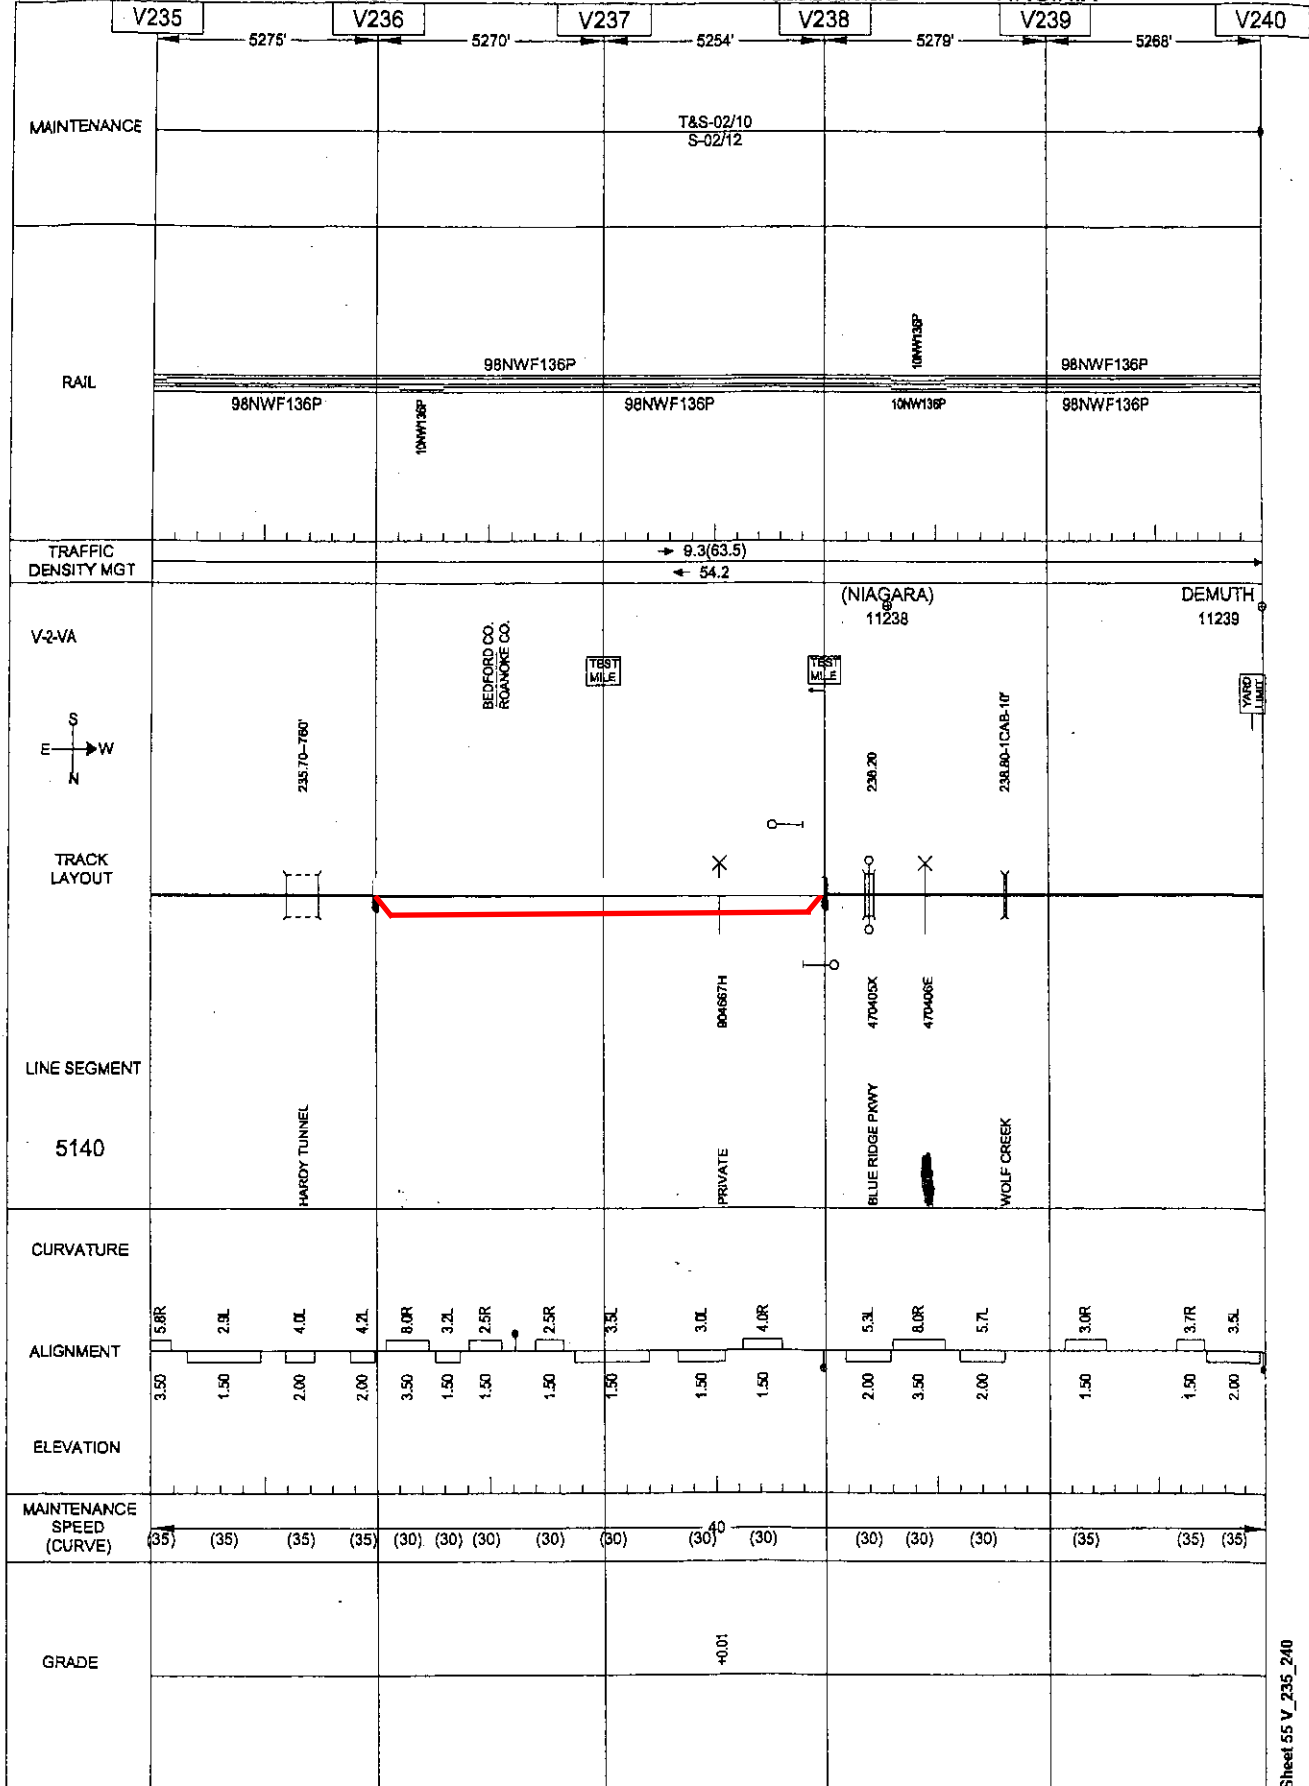 V235 V236 V237 V238 V239 V240
5275' 5270' 5254' 5279' 5268'
MAINTENANCE
T&S-02/10
S-02/12
RAIL
98NWF136P
10NW136P
98NWF136P
98NWF136P
10NW136P
98NWF136P
10NW136P
98NWF136P
TRAFFIC
DENSITY MGT
9.3(63.5)
54.2
V-2-VA
S
E W
N
235.70-760'
BEDFORD CO.
ROANOKE CO.
TEST
MILE
TEST
MILE
(NIAGARA)
11238
238.20
238.80-1CAB-10'
DEMUTH
11239
YARD
LIMIT
TRACK
LAYOUT
904667H
470405X
470406E
LINE SEGMENT
5140
HARDY TUNNEL
PRIVATE
BLUE RIDGE PKWY
WOLF CREEK
CURVATURE
5.8R 2.9L 4.0L 4.2L 8.0R 3.2L 2.5R 2.5R 3.5L 3.0L 4.0R 5.3L 8.0R 5.7L 3.0R 3.7R 3.5L
ALIGNMENT
3.50 1.50 2.00 2.00 3.50 1.50 1.50 1.50 1.50 1.50 1.50 2.00 3.50 2.00 1.50 1.50 2.00
ELEVATION
MAINTENANCE
SPEED
(CURVE)
40
(35) (35) (35) (35) (30) (30) (30) (30) (30) (30) (30) (30) (30) (30) (35) (35) (35)
GRADE
+0.01
Sheet 55 V_235_240